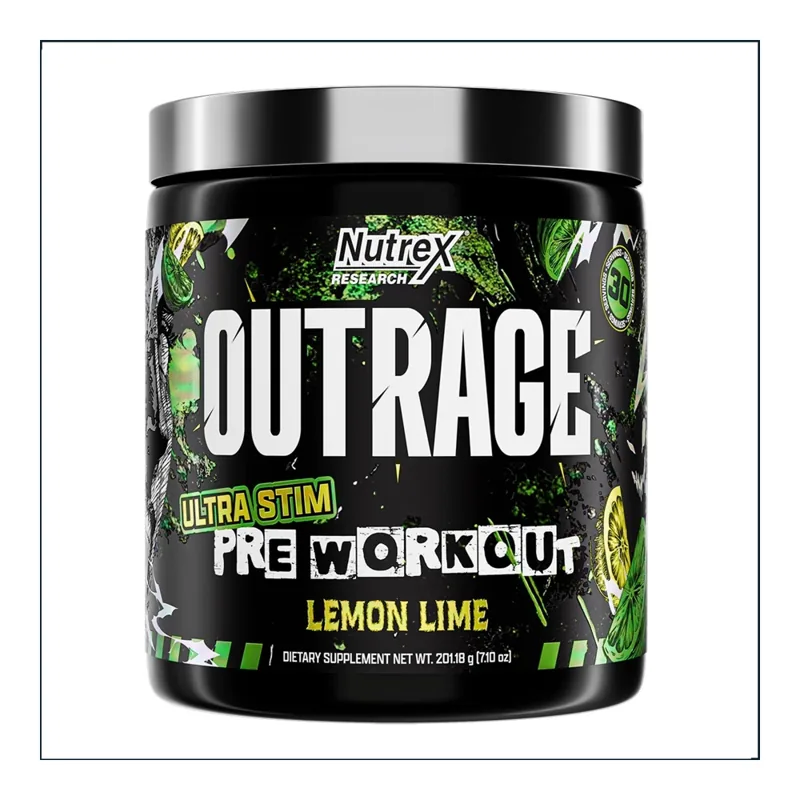 Nutrex®
RESEARCH
30
SERVINGS
OUTRAGE
ULTRA STIM
PRE WORKOUT
LEMON LIME
DIETARY SUPPLEMENT NET WT. 201.18 g (7.10 oz)